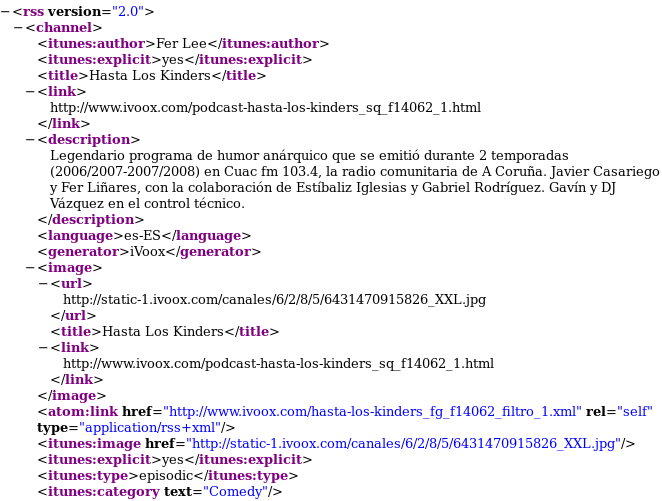 −<rss version="2.0">
−<channel>
<itunes:author>Fer Lee</itunes:author>
<itunes:explicit>yes</itunes:explicit>
<title>Hasta Los Kinders</title>
−<link>
http://www.ivoox.com/podcast-hasta-los-kinders_sq_f14062_1.html
</link>
−<description>
Legendario programa de humor anárquico que se emitió durante 2 temporadas
(2006/2007-2007/2008) en Cuac fm 103.4, la radio comunitaria de A Coruña. Javier Casariego
y Fer Liñares, con la colaboración de Estíbaliz Iglesias y Gabriel Rodríguez. Gavín y DJ
Vázquez en el control técnico.
</description>
<language>es-ES</language>
<generator>iVoox</generator>
−<image>
−<url>
http://static-1.ivoox.com/canales/6/2/8/5/6431470915826_XXL.jpg
</url>
<title>Hasta Los Kinders</title>
−<link>
http://www.ivoox.com/podcast-hasta-los-kinders_sq_f14062_1.html
</link>
</image>
<atom:link href="http://www.ivoox.com/hasta-los-kinders_fg_f14062_filtro_1.xml" rel="self"
type="application/rss+xml"/>
<itunes:image href="http://static-1.ivoox.com/canales/6/2/8/5/6431470915826_XXL.jpg"/>
<itunes:explicit>yes</itunes:explicit>
<itunes:type>episodic</itunes:type>
<itunes:category text="Comedy"/>